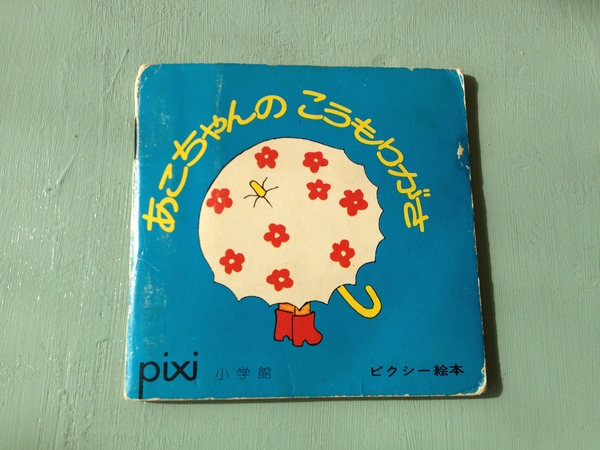 あこちゃんの こうもりがさ
pixi 小学館 ピクシー絵本